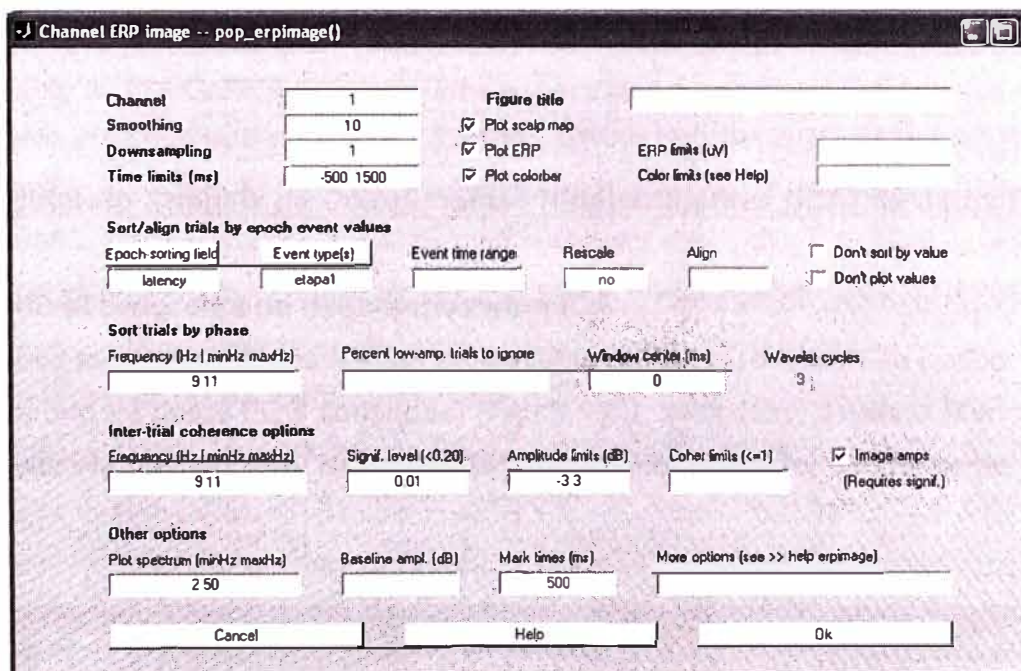 Channel ERP image -- pop_erpimage()
Channel 1 Figure title
Smoothing 10 Plot scalp map
Downsampling 1 Plot ERP ERP limits (uV)
Time limits (ms) -500 1500 Plot colorbar Color limits (see Help)
Sort/align trials by epoch event values
Epoch-sorting field Event type(s) Event time range Rescale Align Don't sort by value
latency etapa1 no Don't plot values
Sort trials by phase
Frequency (Hz | minHz maxHz) Percent low-amp. trials to ignore Window center (ms) Wavelet cycles
9 11 0 3
Inter-trial coherence options
Frequency (Hz | minHz maxHz) Signif. level (<0.20) Amplitude limits (dB) Coher limits (<=1) Image amps
9 11 0.01 -3 3 (Requires signif.)
Other options
Plot spectrum (minHz maxHz) Baseline ampl. (dB) Mark times (ms) More options (see >> help erpimage)
2 50 500
Cancel Help Ok